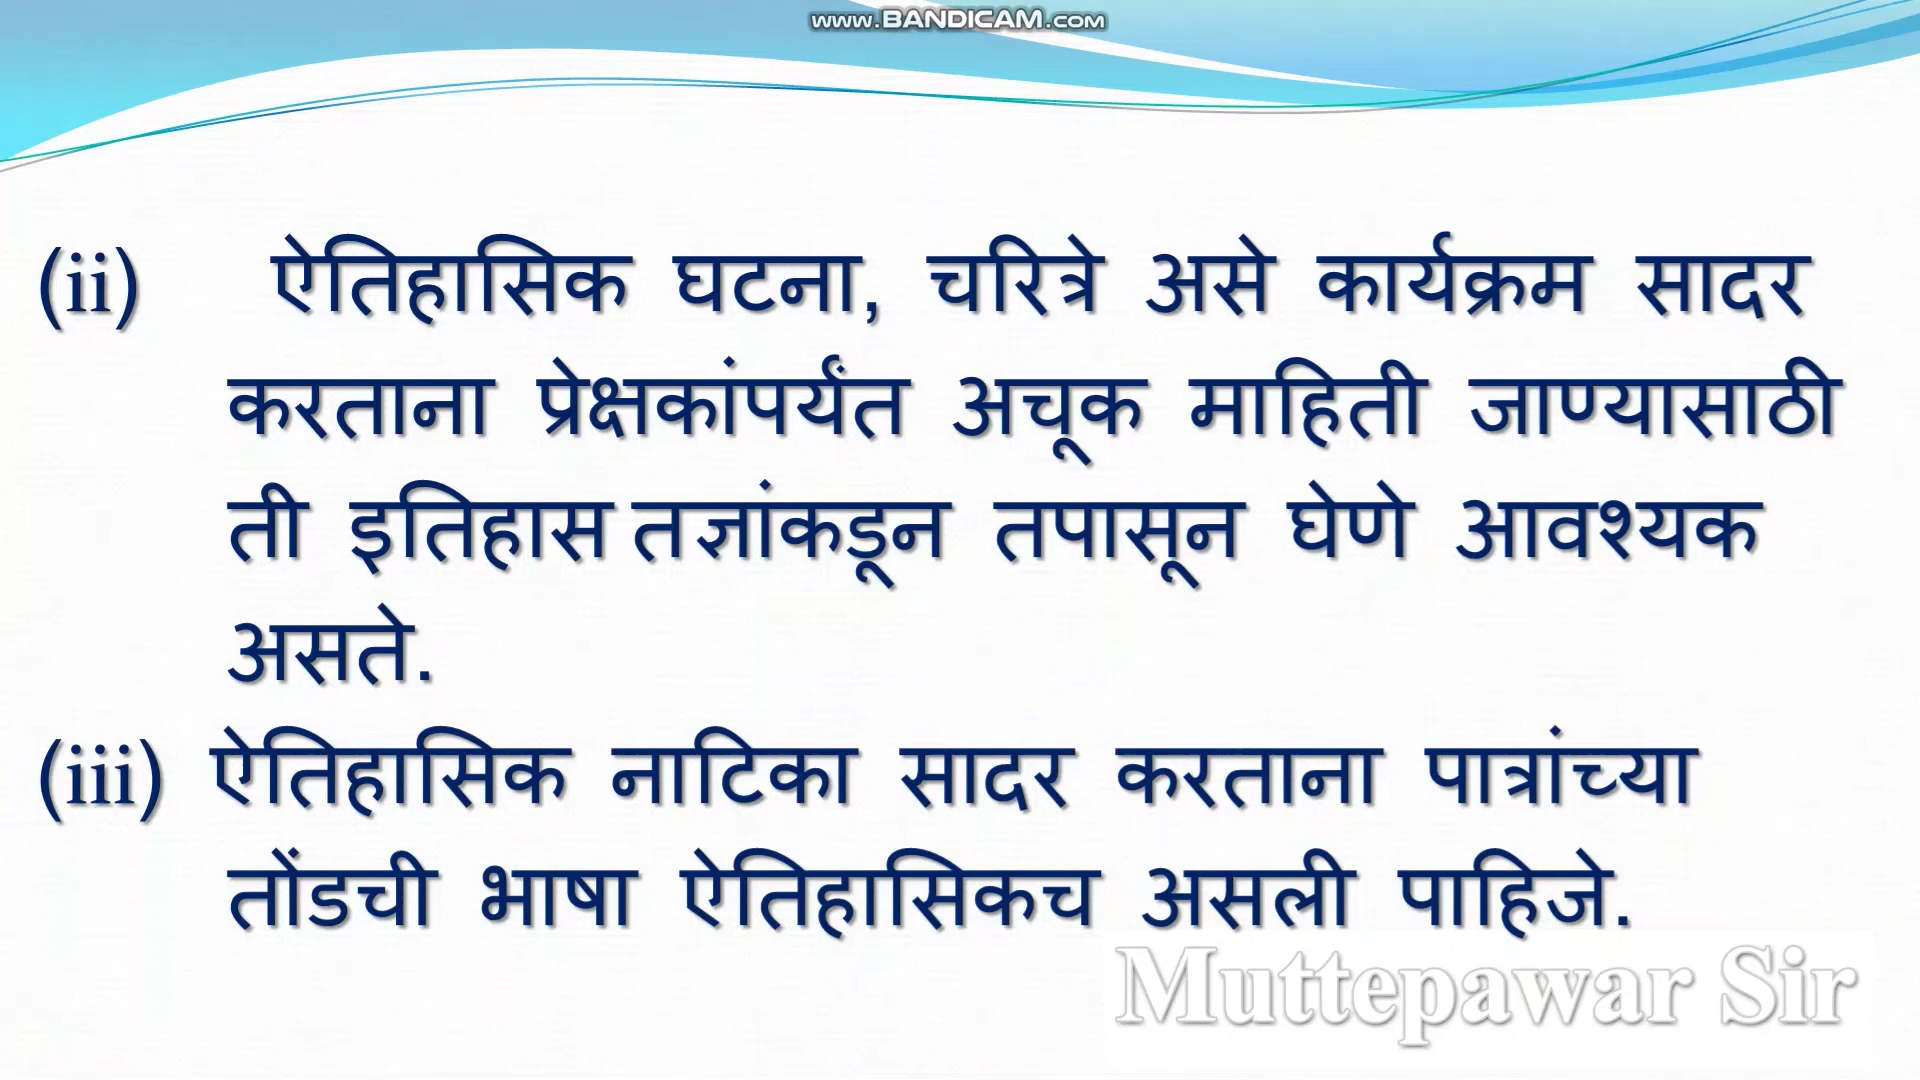 www.BANDICAM.com
(ii) ऐतिहासिक घटना, चरित्रे असे कार्यक्रम सादर
करताना प्रेक्षकांपर्यंत अचूक माहिती जाण्यासाठी
ती इतिहास तज्ञांकडून तपासून घेणे आवश्यक
असते.
(iii) ऐतिहासिक नाटिका सादर करताना पात्रांच्या
तोंडची भाषा ऐतिहासिकच असली पाहिजे.
Muttepawar Sir